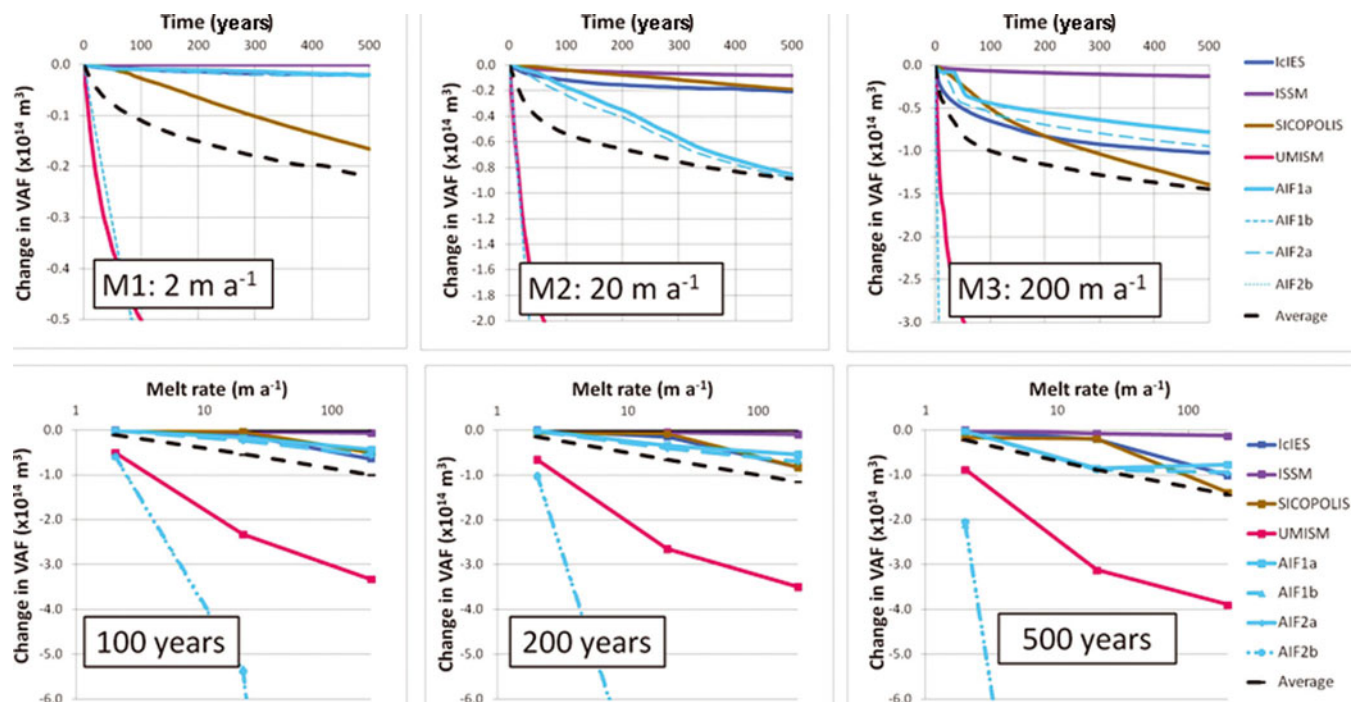 Time (years) Time (years) Time (years)
0 100 200 300 400 500 0 100 200 300 400 500 0 100 200 300 400 500
Change in VAF (x10¹⁴ m³)
0.0
-0.1
-0.2
-0.3
-0.4
-0.5
M1: 2 m a⁻¹
Change in VAF (x10¹⁴ m³)
0.0
-0.2
-0.4
-0.6
-0.8
-1.0
-1.2
-1.4
-1.6
-1.8
-2.0
M2: 20 m a⁻¹
Change in VAF (x10¹⁴ m³)
0.0
-0.5
-1.0
-1.5
-2.0
-2.5
-3.0
M3: 200 m a⁻¹
IcIES
ISSM
SICOPOLIS
UMISM
AIF1a
AIF1b
AIF2a
AIF2b
Average
Melt rate (m a⁻¹) Melt rate (m a⁻¹) Melt rate (m a⁻¹)
1 10 100 1 10 100 1 10 100
Change in VAF (x10¹⁴ m³)
0.0
-1.0
-2.0
-3.0
-4.0
-5.0
-6.0
100 years
Change in VAF (x10¹⁴ m³)
0.0
-1.0
-2.0
-3.0
-4.0
-5.0
-6.0
200 years
Change in VAF (x10¹⁴ m³)
0.0
-1.0
-2.0
-3.0
-4.0
-5.0
-6.0
500 years
IcIES
ISSM
SICOPOLIS
UMISM
AIF1a
AIF1b
AIF2a
AIF2b
Average